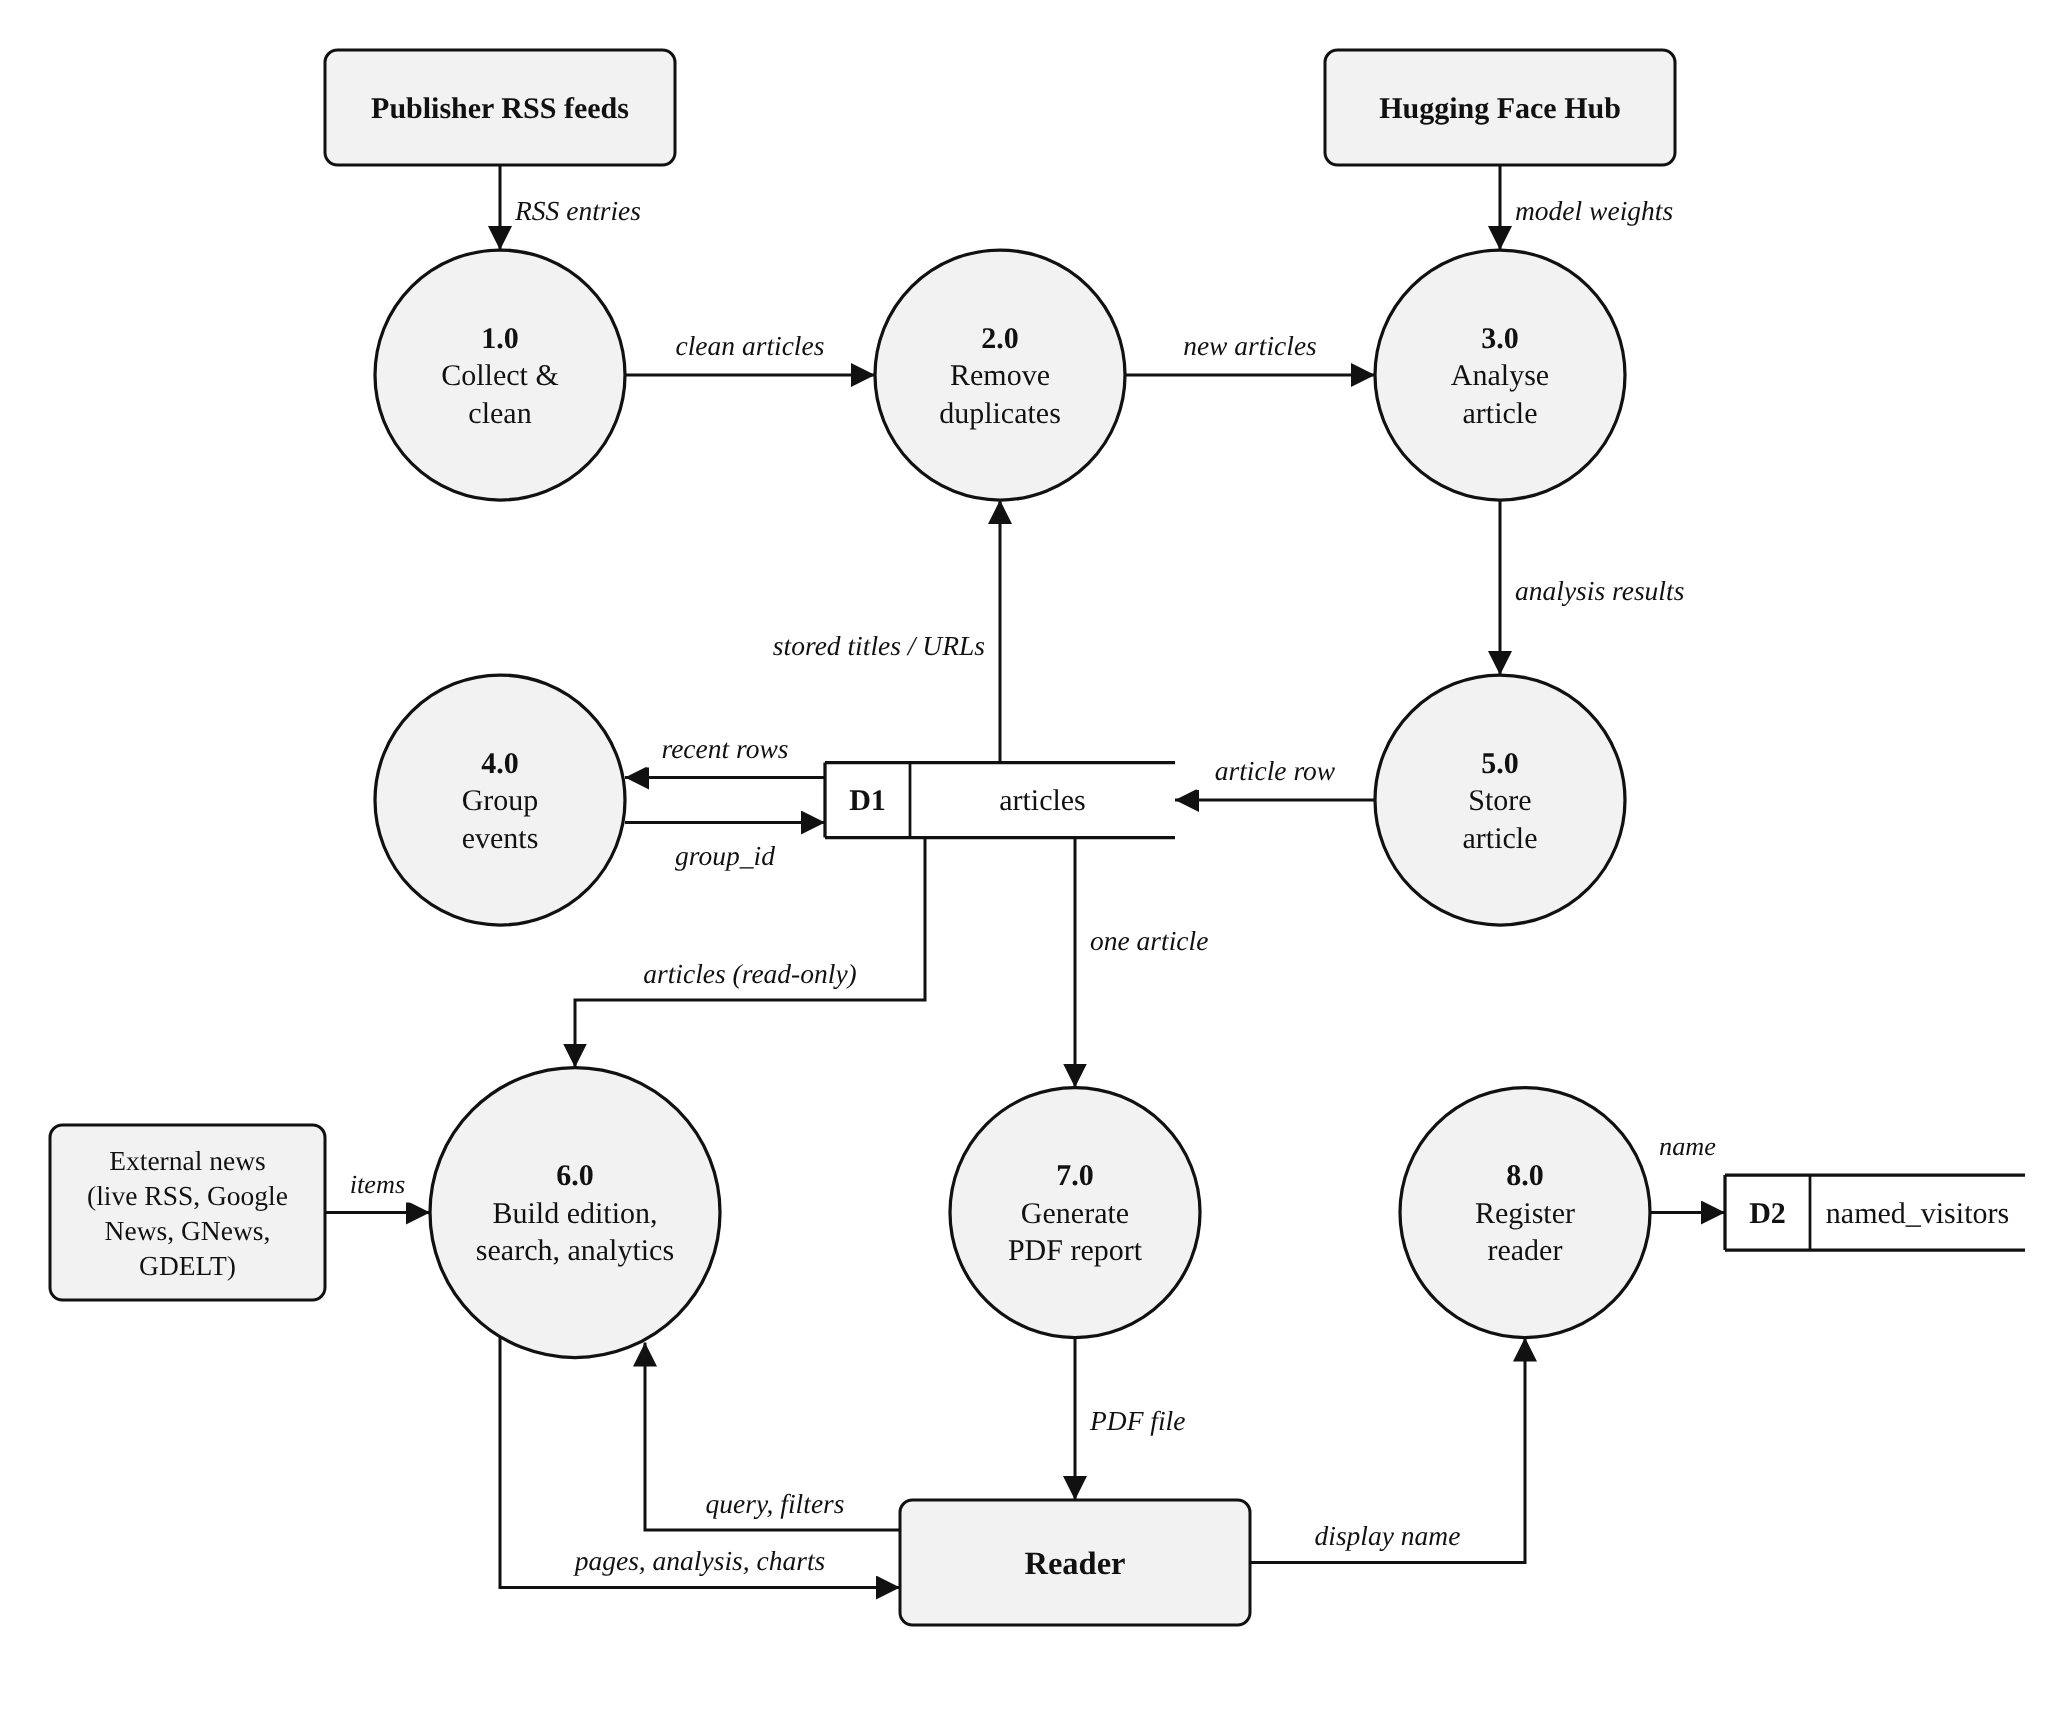 Publisher RSS feeds
Hugging Face Hub
RSS entries
model weights
1.0
Collect &
clean
clean articles
2.0
Remove
duplicates
new articles
3.0
Analyse
article
analysis results
stored titles / URLs
4.0
Group
events
recent rows
group_id
D1
articles
article row
5.0
Store
article
one article
articles (read-only)
External news
(live RSS, Google
News, GNews,
GDELT)
items
6.0
Build edition,
search, analytics
7.0
Generate
PDF report
8.0
Register
reader
name
D2
named_visitors
PDF file
query, filters
pages, analysis, charts
Reader
display name